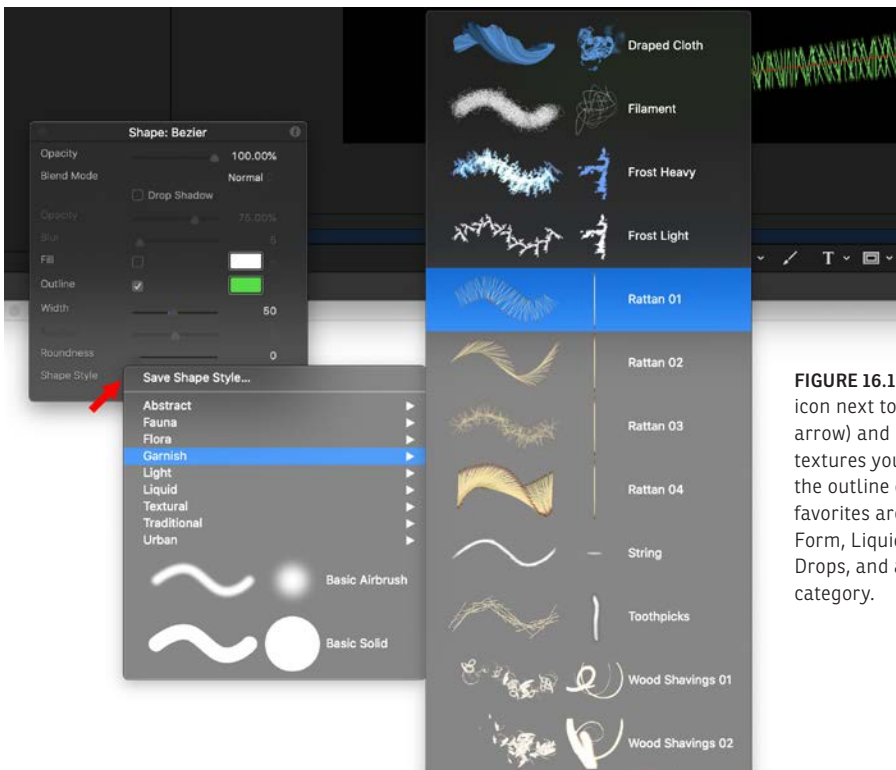 Shape: Bezier
Opacity 100.00%
Blend Mode Normal
Drop Shadow
Opacity 75.00%
Blur 5
Fill
Outline
Width 50
Roundness 0
Shape Style
Save Shape Style...
Abstract
Fauna
Flora
Garnish
Light
Liquid
Textural
Traditional
Urban
Basic Airbrush
Basic Solid
Draped Cloth
Filament
Frost Heavy
Frost Light
Rattan 01
Rattan 02
Rattan 03
Rattan 04
String
Toothpicks
Wood Shavings 01
Wood Shavings 02
T
FIGURE 16.1
icon next to
arrow) and
textures you
the outline
favorites are
Form, Liquid
Drops, and
category.